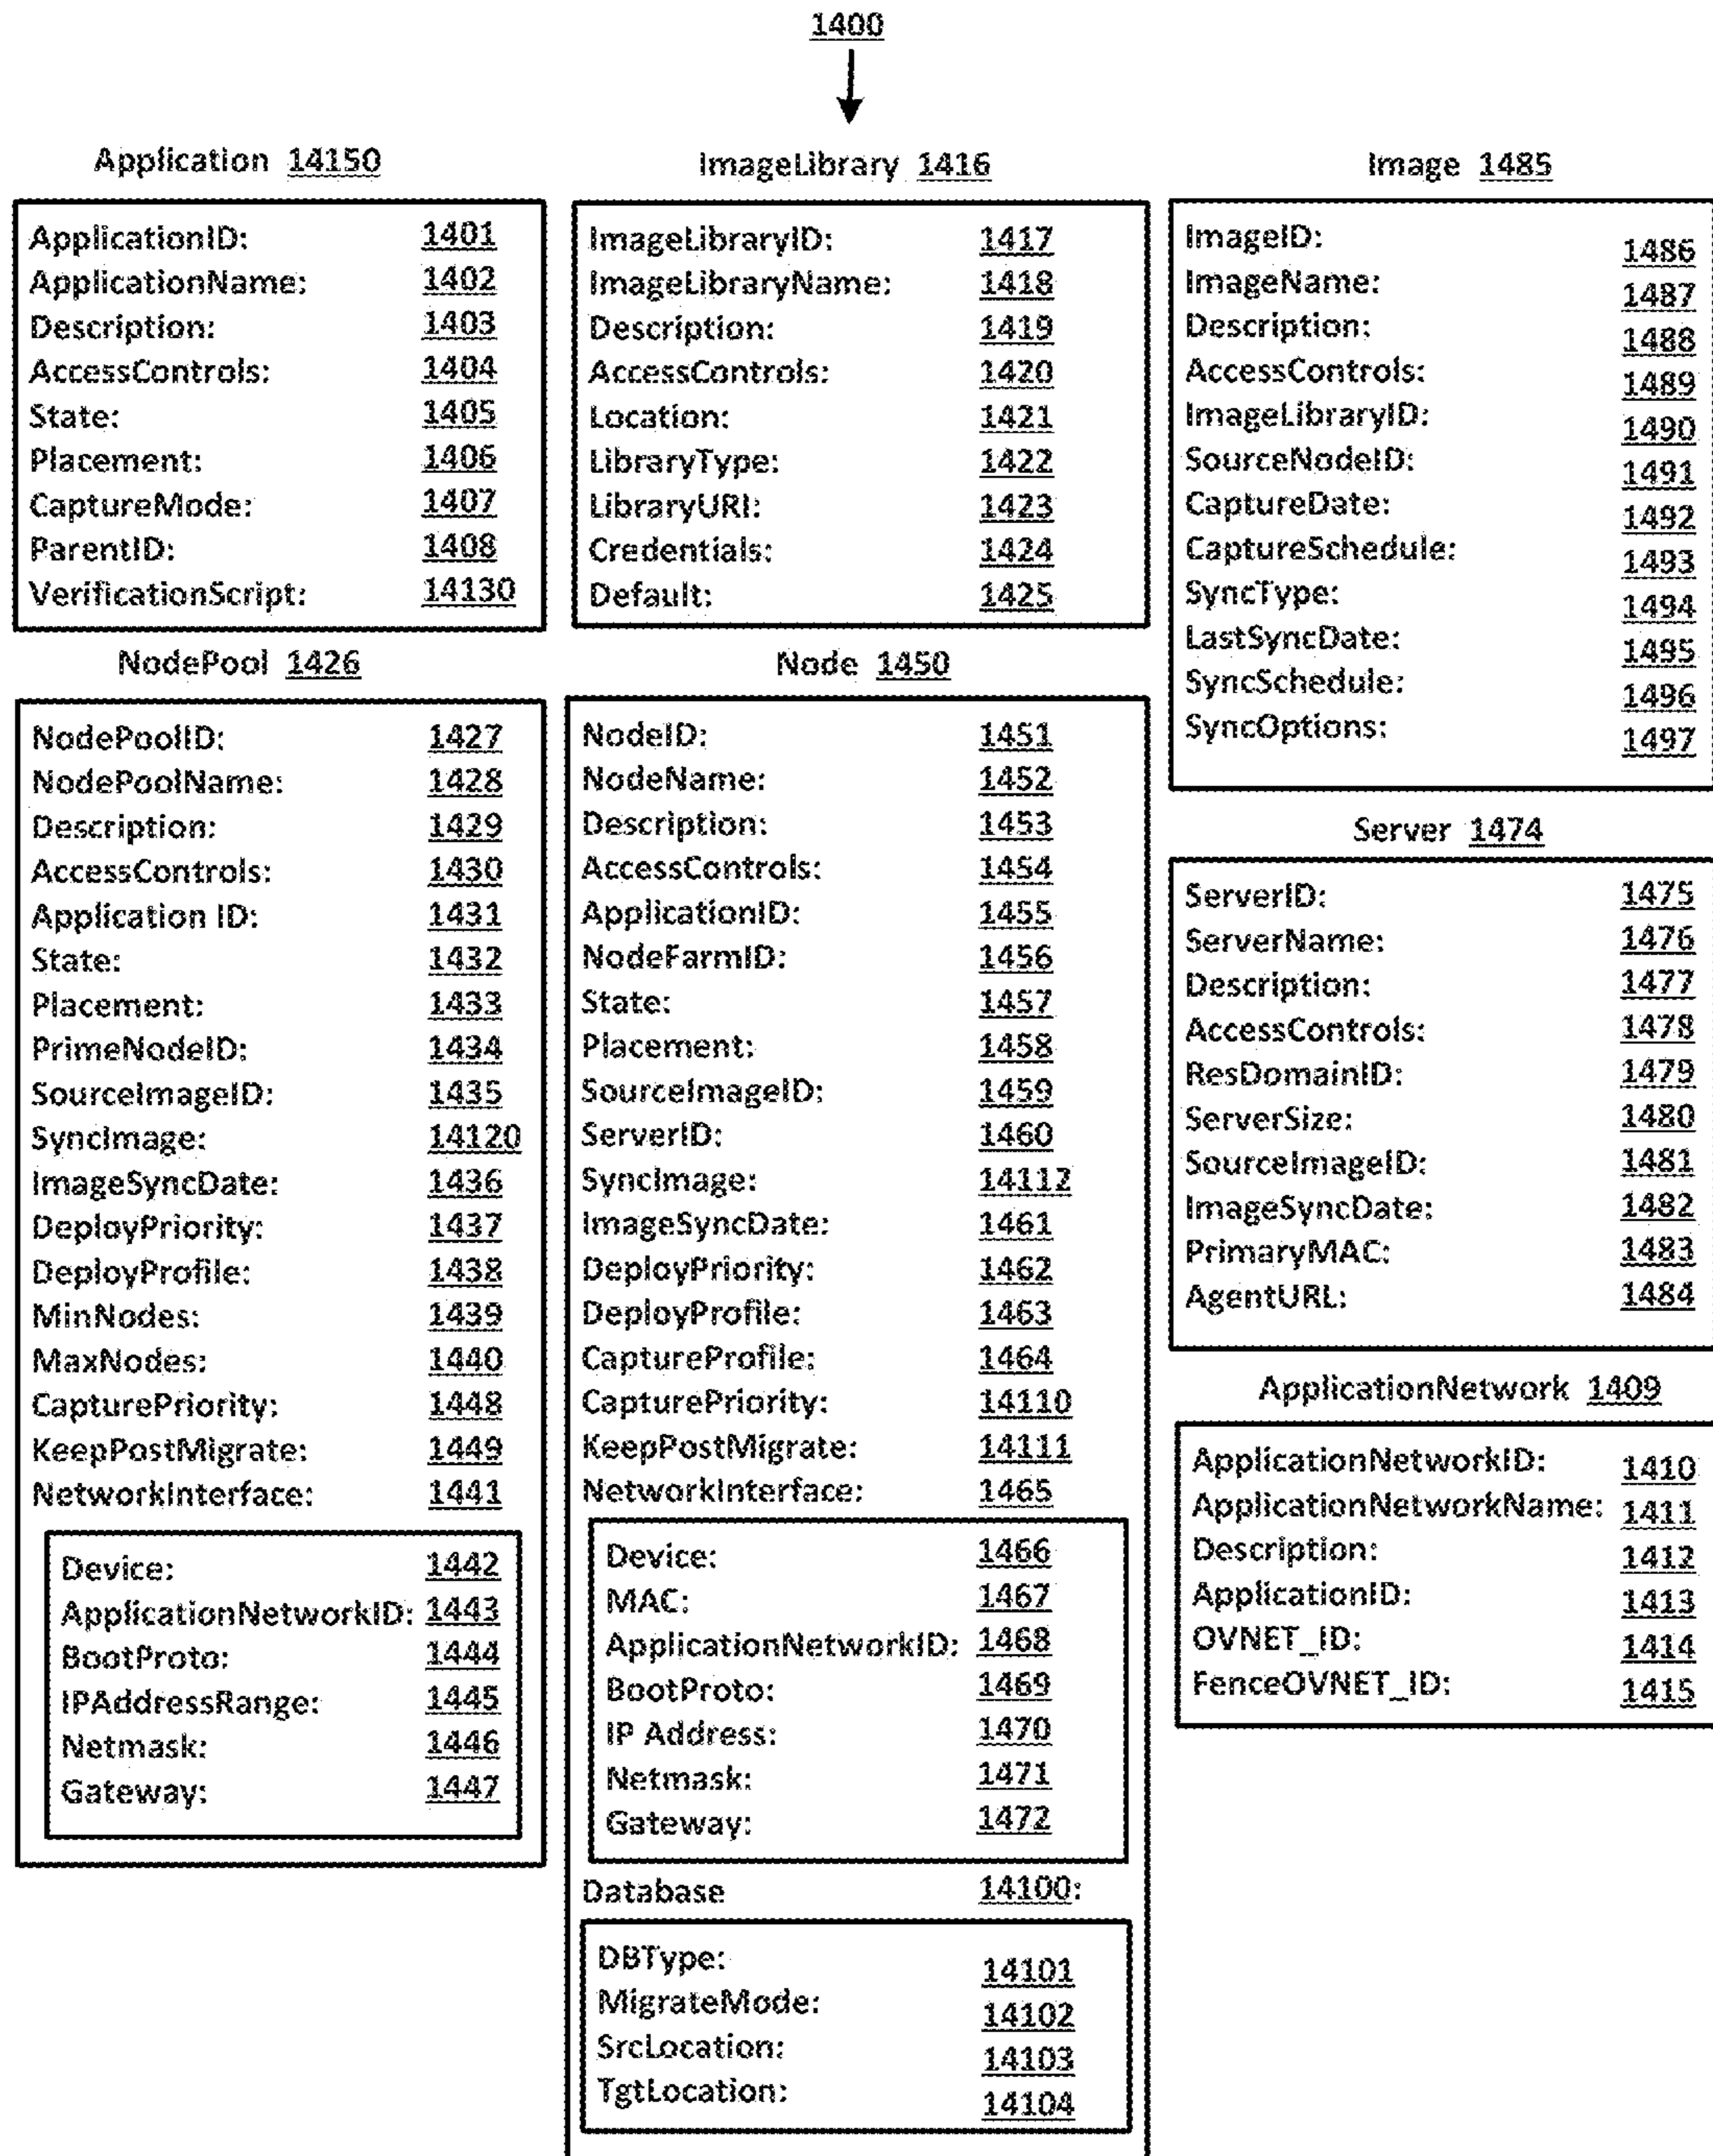 1400
Application 14150
ApplicationID: 1401
ApplicationName: 1402
Description: 1403
AccessControls: 1404
State: 1405
Placement: 1406
CaptureMode: 1407
ParentID: 1408
VerificationScript: 14130
ImageLibrary 1416
ImageLibraryID: 1417
ImageLibraryName: 1418
Description: 1419
AccessControls: 1420
Location: 1421
LibraryType: 1422
LibraryURI: 1423
Credentials: 1424
Default: 1425
Image 1485
ImageID: 1486
ImageName: 1487
Description: 1488
AccessControls: 1489
ImageLibraryID: 1490
SourceNodeID: 1491
CaptureDate: 1492
CaptureSchedule: 1493
SyncType: 1494
LastSyncDate: 1495
SyncSchedule: 1496
SyncOptions: 1497
NodePool 1426
NodePoolID: 1427
NodePoolName: 1428
Description: 1429
AccessControls: 1430
Application ID: 1431
State: 1432
Placement: 1433
PrimeNodeID: 1434
SourceImageID: 1435
SyncImage: 14120
ImageSyncDate: 1436
DeployPriority: 1437
DeployProfile: 1438
MinNodes: 1439
MaxNodes: 1440
CapturePriority: 1448
KeepPostMigrate: 1449
NetworkInterface: 1441
Device: 1442
ApplicationNetworkID: 1443
BootProto: 1444
IPAddressRange: 1445
Netmask: 1446
Gateway: 1447
Node 1450
NodeID: 1451
NodeName: 1452
Description: 1453
AccessControls: 1454
ApplicationID: 1455
NodeFarmID: 1456
State: 1457
Placement: 1458
SourceImageID: 1459
ServerID: 1460
SyncImage: 14112
ImageSyncDate: 1461
DeployPriority: 1462
DeployProfile: 1463
CaptureProfile: 1464
CapturePriority: 14110
KeepPostMigrate: 14111
NetworkInterface: 1465
Device: 1466
MAC: 1467
ApplicationNetworkID: 1468
BootProto: 1469
IP Address: 1470
Netmask: 1471
Gateway: 1472
Database 14100:
DBType: 14101
MigrateMode: 14102
SrcLocation: 14103
TgtLocation: 14104
Server 1474
ServerID: 1475
ServerName: 1476
Description: 1477
AccessControls: 1478
ResDomainID: 1479
ServerSize: 1480
SourceImageID: 1481
ImageSyncDate: 1482
PrimaryMAC: 1483
AgentURL: 1484
ApplicationNetwork 1409
ApplicationNetworkID: 1410
ApplicationNetworkName: 1411
Description: 1412
ApplicationID: 1413
OVNET_ID: 1414
FenceOVNET_ID: 1415